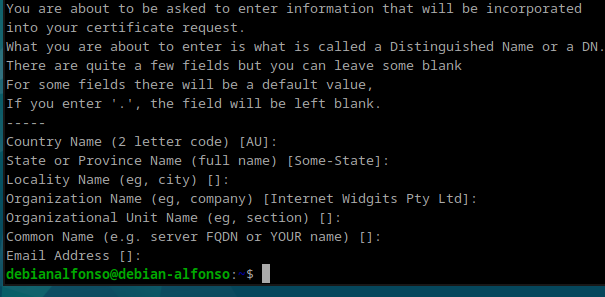 You are about to be asked to enter information that will be incorporated
into your certificate request.
What you are about to enter is what is called a Distinguished Name or a DN.
There are quite a few fields but you can leave some blank
For some fields there will be a default value,
If you enter '.', the field will be left blank.
-----
Country Name (2 letter code) [AU]:
State or Province Name (full name) [Some-State]:
Locality Name (eg, city) []:
Organization Name (eg, company) [Internet Widgits Pty Ltd]:
Organizational Unit Name (eg, section) []:
Common Name (e.g. server FQDN or YOUR name) []:
Email Address []:
debianalfonso@debian-alfonso:~$